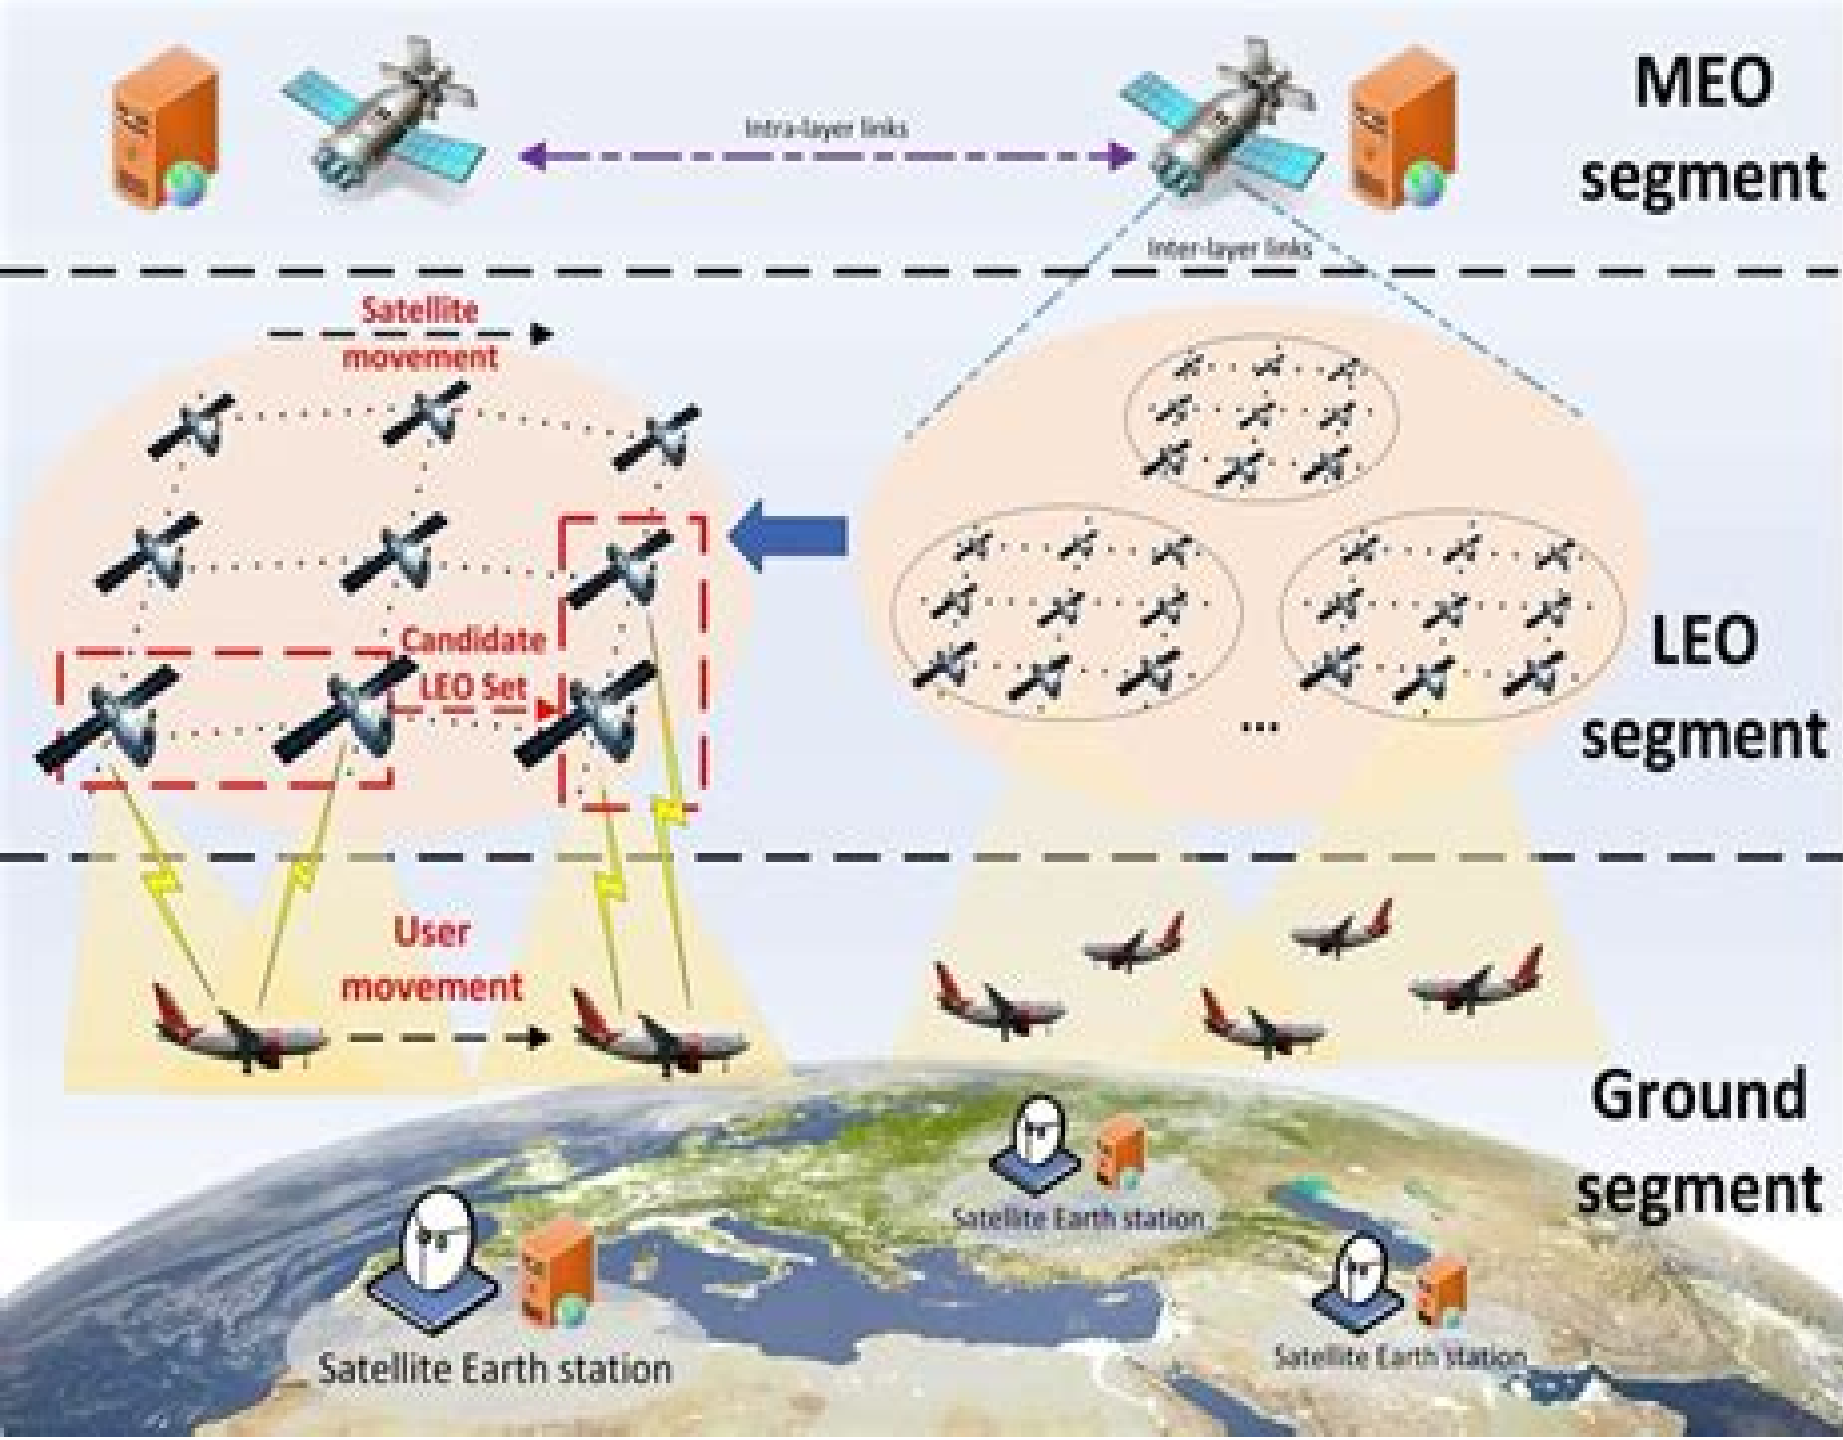 MEO
segment
Intra-layer links
Inter-layer links
Satellite
movement
Candidate
LEO Set
LEO
segment
...
User
movement
Ground
segment
Satellite Earth station
Satellite Earth station
Satellite Earth station